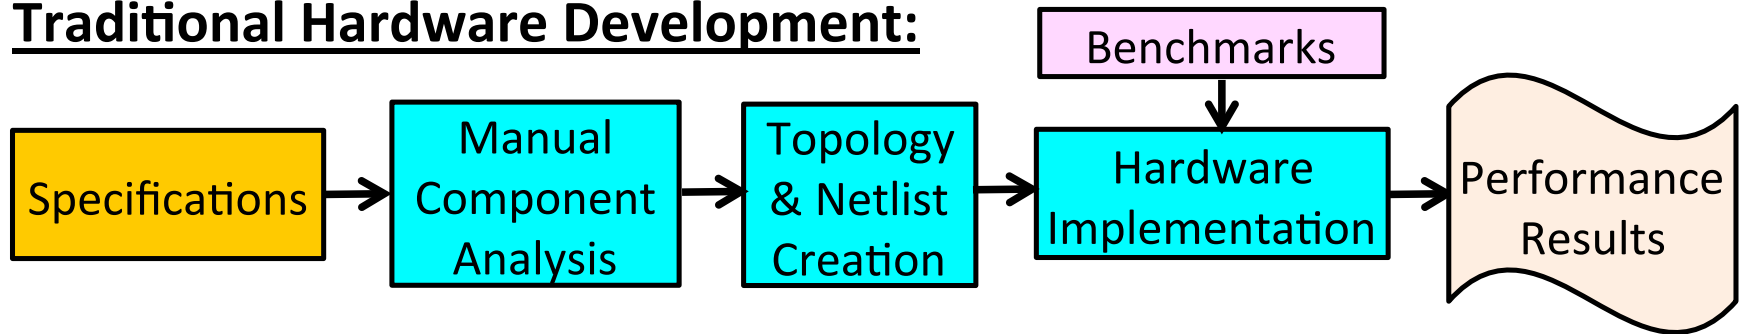 Traditional Hardware Development:
Benchmarks
Specifications
Manual
Component
Analysis
Topology
& Netlist
Creation
Hardware
Implementation
Performance
Results